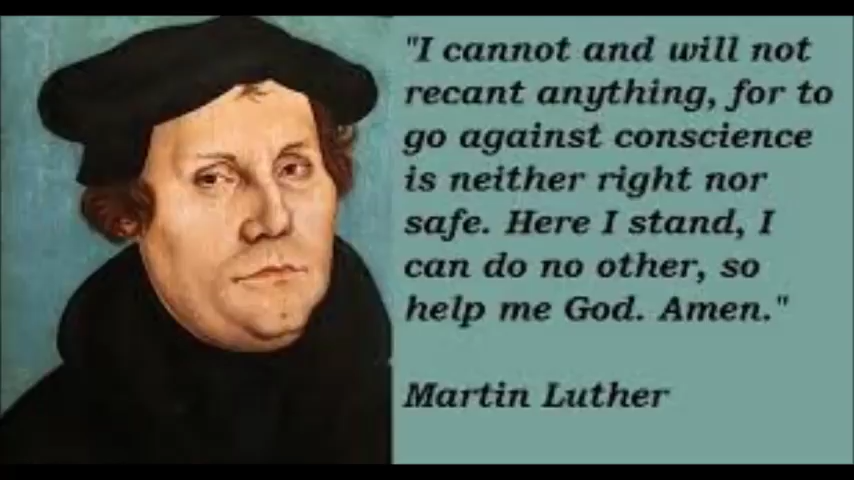 "I cannot and will not
recant anything, for to
go against conscience
is neither right nor
safe. Here I stand, I
can do no other, so
help me God. Amen."
Martin Luther